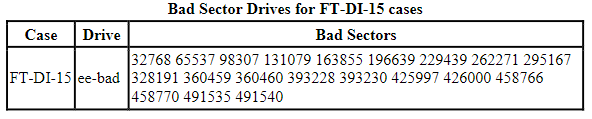 Bad Sector Drives for FT-DI-15 cases
Case Drive Bad Sectors
32768 65537 98307 131079 163855 196639 229439 262271 295167
FT-DI-15 ee-bad 328191 360459 360460 393228 393230 425997 426000 458766
458770 491535 491540